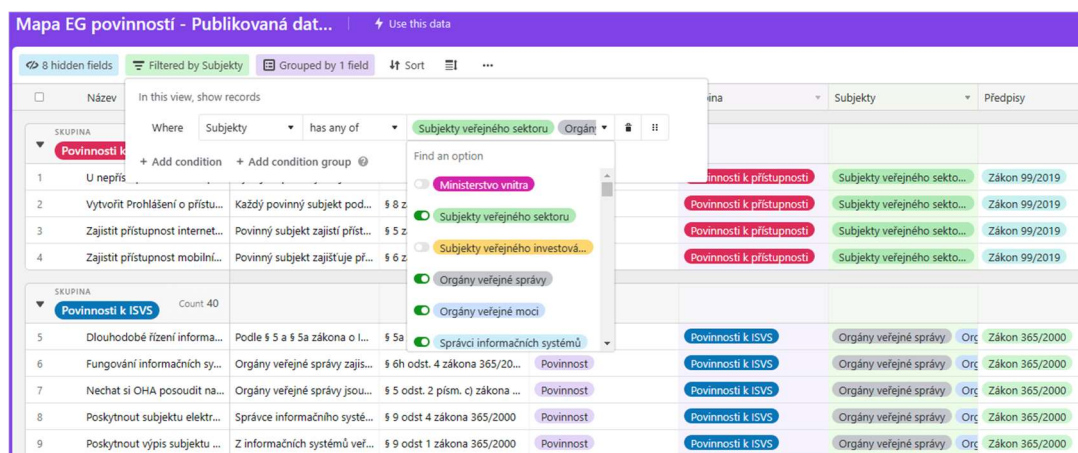 Mapa EG povinností - Publikovaná dat... Use this data
8 hidden fields Filtered by Subjekty Grouped by 1 field Sort ...
Název In this view, show records Subjekty Předpisy
Where Subjekty has any of Subjekty veřejného sektoru
SKUPINA
Povinnosti k
+ Add condition + Add condition group
Find an option
Ministerstvo vnitra
Subjekty veřejného sektoru
Subjekty veřejného investová...
Orgány veřejné správy
Orgány veřejné moci
Správci informačních systémů
1 Povinnosti k přístupnosti Subjekty veřejného sekto... Zákon 99/2019
2 Vytvořit Prohlášení o přístu... Každý povinný subjekt pod... § 8 z Povinnosti k přístupnosti Subjekty veřejného sekto... Zákon 99/2019
3 Zajistit přístupnost internet... Povinný subjekt zajistí příst... § 5 z Povinnosti k přístupnosti Subjekty veřejného sekto... Zákon 99/2019
4 Zajistit přístupnost mobilní... Povinný subjekt zajišťuje př... § 6 z Povinnosti k přístupnosti Subjekty veřejného sekto... Zákon 99/2019
SKUPINA
Povinnosti k ISVS Count 40
5 Dlouhodobé řízení informa... Podle § 5 a § 5a zákona o I... § 5a Povinnosti k ISVS Orgány veřejné správy Org Zákon 365/2000
6 Fungování informačních sy... Orgány veřejné správy zajis... § 6h odst. 4 zákona 365/20... Povinnost Povinnosti k ISVS Orgány veřejné správy Org Zákon 365/2000
7 Nechat si OHA posoudit na... Orgány veřejné správy jsou... § 5 odst. 2 písm. c) zákona ... Povinnost Povinnosti k ISVS Orgány veřejné správy Org Zákon 365/2000
8 Poskytnout subjektu elektr... Správce informačního systé... § 9 odst 4 zákona 365/2000 Povinnost Povinnosti k ISVS Orgány veřejné správy Org Zákon 365/2000
9 Poskytnout výpis subjektu ... Z informačních systémů veř... § 9 odst 1 zákona 365/2000 Povinnost Povinnosti k ISVS Orgány veřejné správy Org Zákon 365/2000